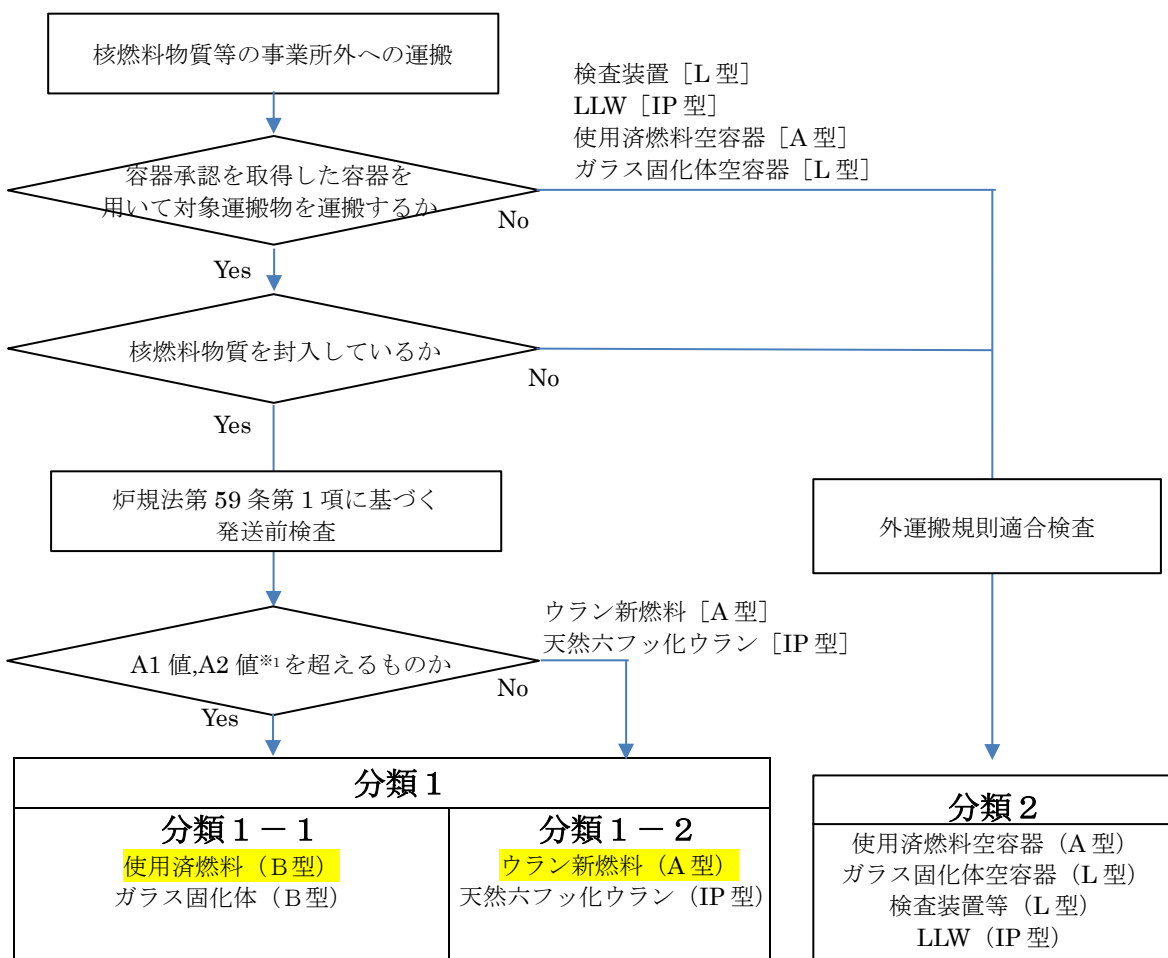 核燃料物質等の事業所外への運搬
検査装置［L 型］
LLW［IP 型］
使用済燃料空容器［A 型］
ガラス固化体空容器［L 型］
容器承認を取得した容器を
用いて対象運搬物を運搬するか
No
Yes
核燃料物質を封入しているか
No
Yes
炉規法第 59 条第 1 項に基づく
発送前検査
外運搬規則適合検査
ウラン新燃料［A 型］
天然六フッ化ウラン［IP 型］
A1 値,A2 値※1を超えるものか
No
Yes
分類１
分類１－１
使用済燃料（B 型）
ガラス固化体（B 型）
分類１－２
ウラン新燃料（A 型）
天然六フッ化ウラン（IP 型）
分類２
使用済燃料空容器（A 型）
ガラス固化体空容器（L 型）
検査装置等（L 型）
LLW（IP 型）